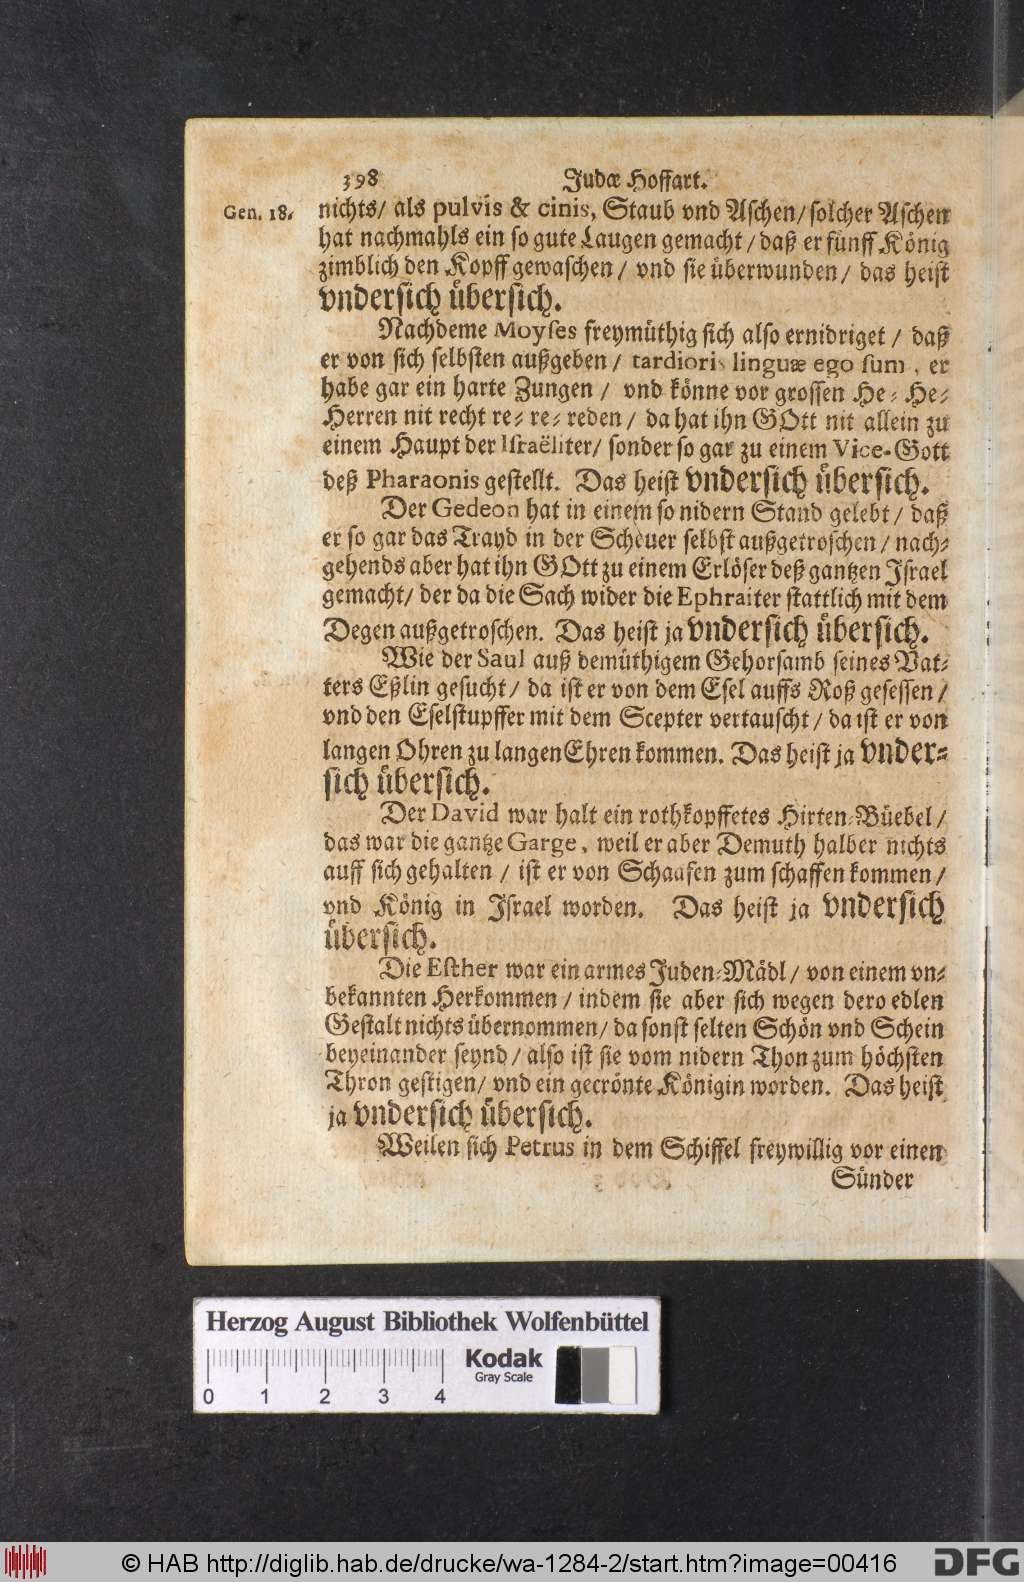 398 Judæ Hoffart.
Gen. 18. nichts/ als pulvis & cinis, Staub vnd Aschen/ solcher Aschen
hat nachmahls ein so gute Laugen gemacht/ daß er fünff König
zimblich den Kopff gewaschen/ vnd sie überwunden/ das heist
vndersich übersich.
Nachdeme Moyses freymüthig sich also ernidriget/ daß
er von sich selbsten außgeben/ tardioris linguæ ego sum, er
habe gar ein harte Zungen/ vnd könne vor grossen He- He-
Herren nit recht re- re- reden/ da hat ihn GOtt nit allein zu
einem Haupt der Israëliter/ sonder so gar zu einem Vice-Gott
deß Pharaonis gestellt. Das heist vndersich übersich.
Der Gedeon hat in einem so nidern Stand gelebt/ daß
er so gar das Trayd in der Scheuer selbst außgetroschen/ nach-
gehends aber hat ihn GOtt zu einem Erlöser deß gantzen Israel
gemacht/ der da die Sach wider die Ephraiter stattlich mit dem
Degen außgetroschen. Das heist ja vndersich übersich.
Wie der Saul auß demüthigem Gehorsamb seines Vat-
ters Eßlin gesucht/ da ist er von dem Esel auffs Roß gesessen/
vnd den Eselstupffer mit dem Scepter vertauscht/ da ist er von
langen Ohren zu langen Ehren kommen. Das heist ja vnder-
sich übersich.
Der David war halt ein rothkopffetes Hirten-Büebel/
das war die gantze Garge, weil er aber Demuth halber nichts
auff sich gehalten/ ist er von Schaafen zum schaffen kommen/
vnd König in Israel worden. Das heist ja vndersich
übersich.
Die Esther war ein armes Juden-Mädl/ von einem vn-
bekannten Herkommen/ indem sie aber sich wegen dero edlen
Gestalt nichts übernommen/ da sonst selten Schön vnd Schein
beyeinander seynd/ also ist sie vom nidern Thon zum höchsten
Thron gestigen/ vnd ein gecrönte Königin worden. Das heist
ja vndersich übersich.
Weilen sich Petrus in dem Schiffel freywillig vor einen
Sünder
Herzog August Bibliothek Wolfenbüttel
0 1 2 3 4 Kodak
Gray Scale
© HAB http://diglib.hab.de/drucke/wa-1284-2/start.htm?image=00416 DFG